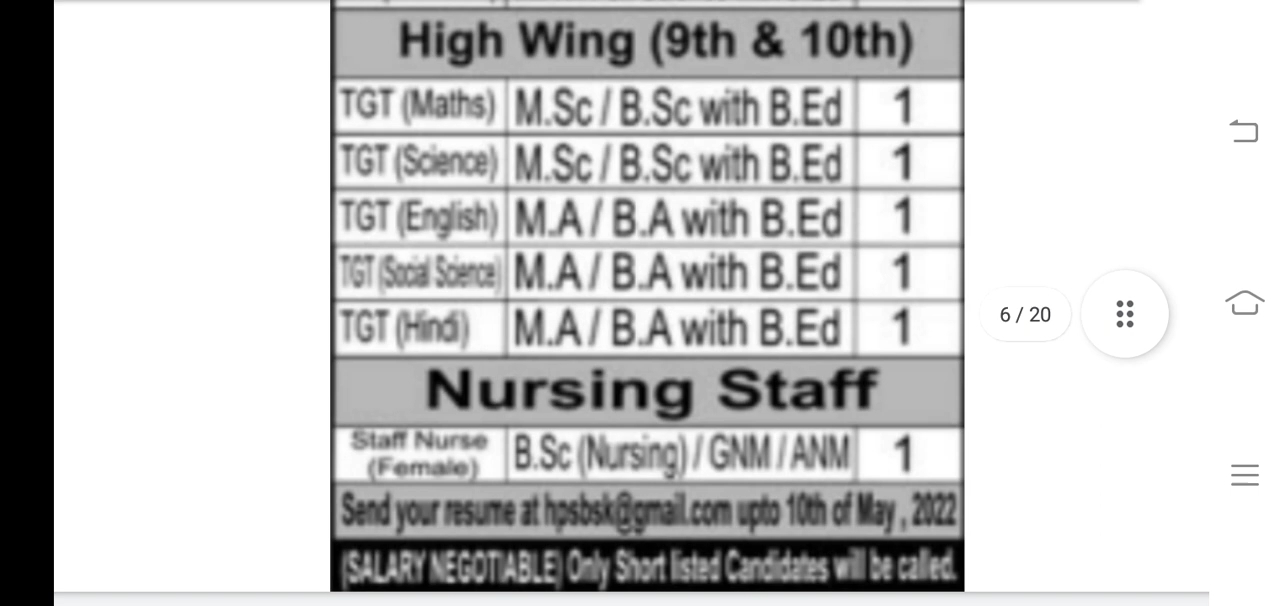 High Wing (9th & 10th)
TGT (Maths) M.Sc / B.Sc with B.Ed 1
TGT (Science) M.Sc / B.Sc with B.Ed 1
TGT (English) M.A / B.A with B.Ed 1
TGT (Social Science) M.A / B.A with B.Ed 1
TGT (Hindi) M.A / B.A with B.Ed 1
6 / 20
Nursing Staff
Staff Nurse (Female) B.Sc (Nursing) / GNM / ANM 1
Send your resume at hpsbsk@gmail.com upto 10th of May , 2022
(SALARY NEGOTIABLE) Only Short listed Candidates will be called.